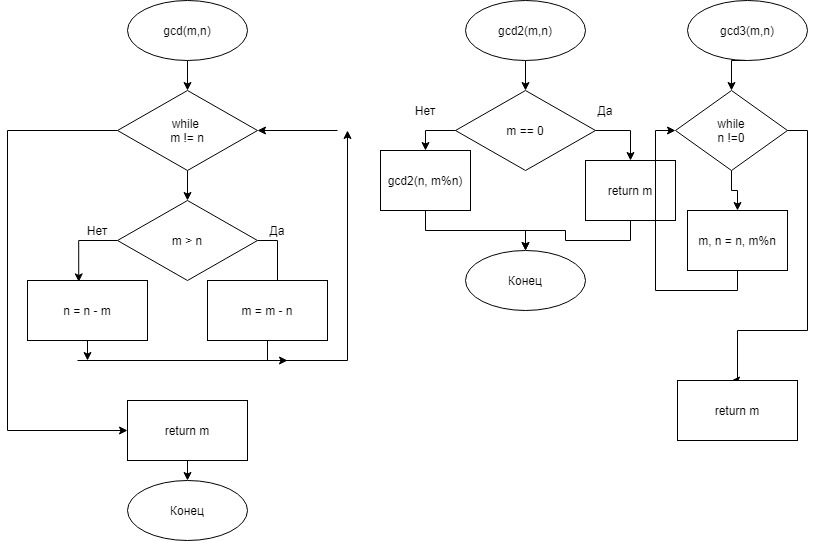 gcd(m,n)
while
m != n
m > n
Нет
Да
n = n - m
m = m - n
return m
Конец
gcd2(m,n)
m == 0
Нет
Да
gcd2(n, m%n)
return m
Конец
gcd3(m,n)
while
n !=0
m, n = n, m%n
return m